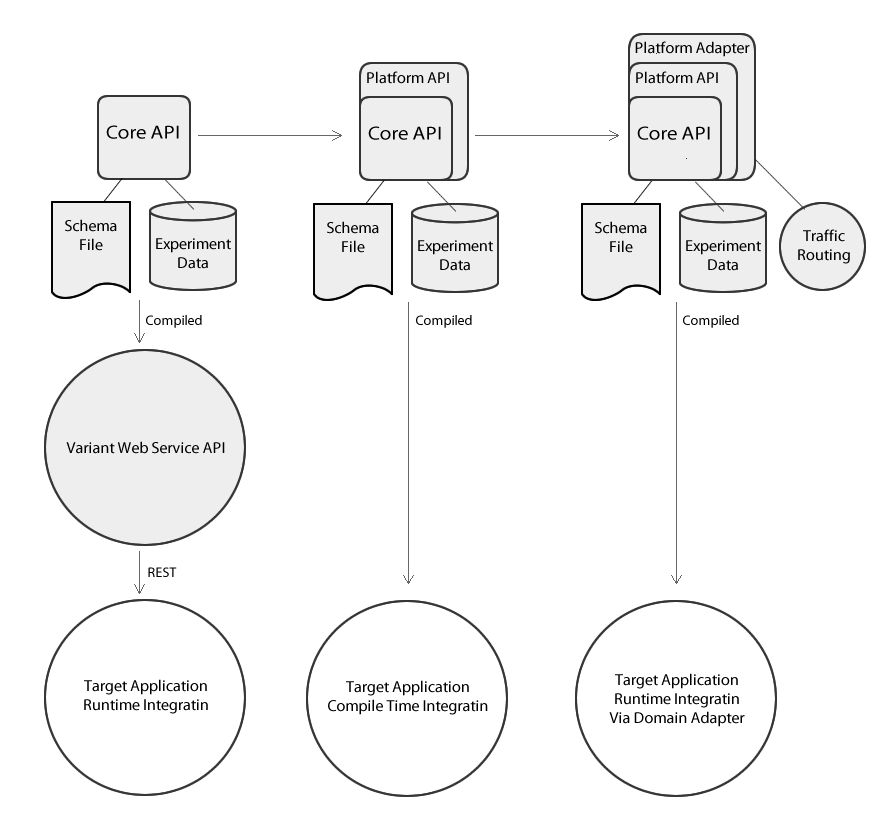 Core API
Schema
File
Experiment
Data
Compiled
Variant Web Service API
REST
Target Application
Runtime Integratin
Platform API
Core API
Schema
File
Experiment
Data
Compiled
Target Application
Compile Time Integratin
Platform Adapter
Platform API
Core API
Schema
File
Experiment
Data
Traffic
Routing
Compiled
Target Application
Runtime Integratin
Via Domain Adapter